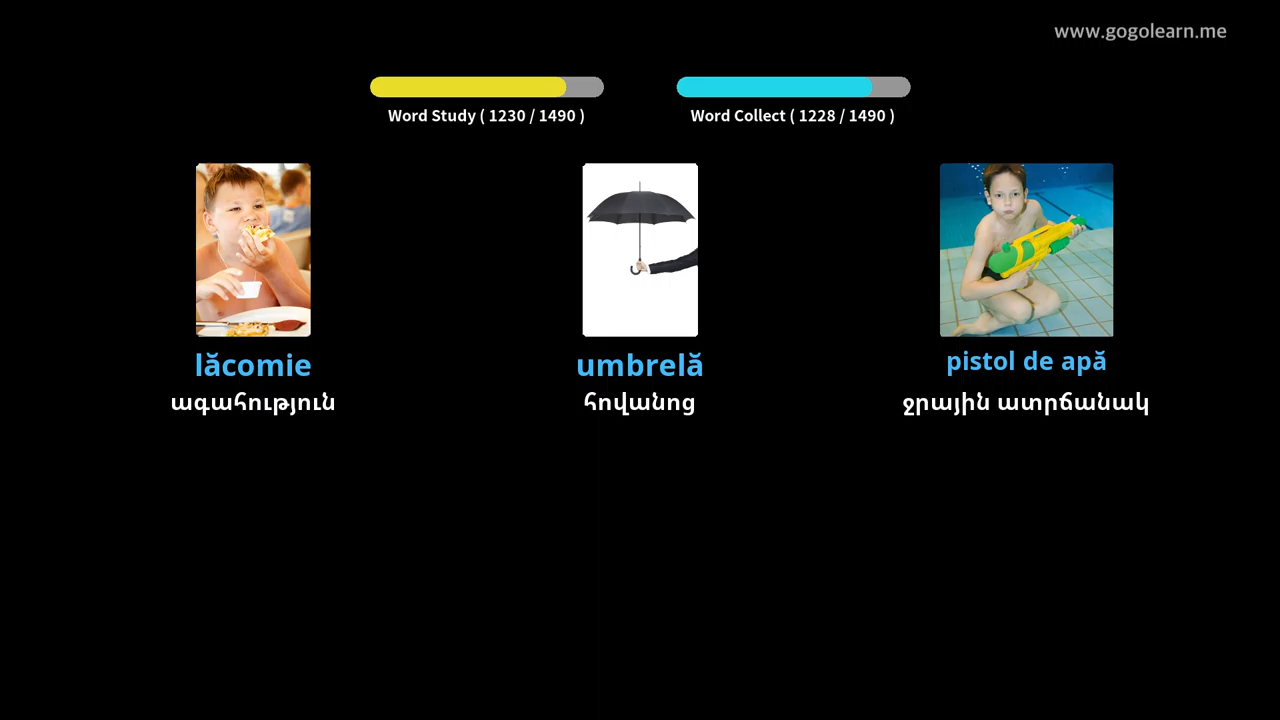 www.gogolearn.me
Word Study ( 1230 / 1490 )
Word Collect ( 1228 / 1490 )
lăcomie
umbrelă
pistol de apă
ագահություն
հովանոց
ջրային ատրճանակ